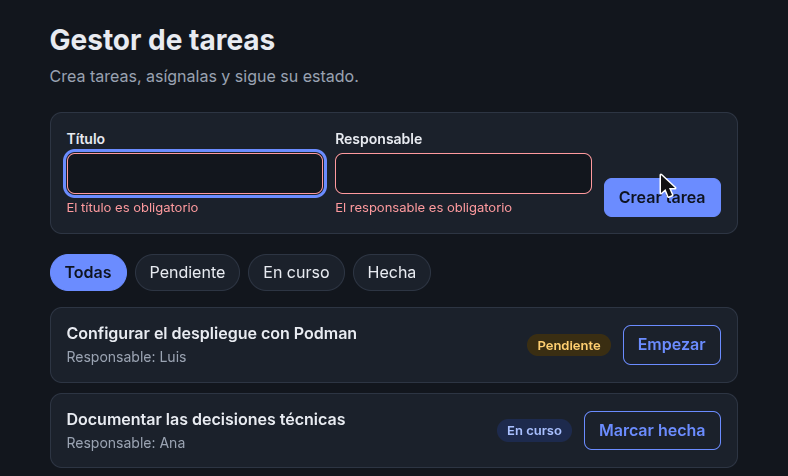 Gestor de tareas
Crea tareas, asígnalas y sigue su estado.
Título
Responsable
El título es obligatorio
El responsable es obligatorio
Crear tarea
Todas
Pendiente
En curso
Hecha
Configurar el despliegue con Podman
Responsable: Luis
Pendiente
Empezar
Documentar las decisiones técnicas
Responsable: Ana
En curso
Marcar hecha